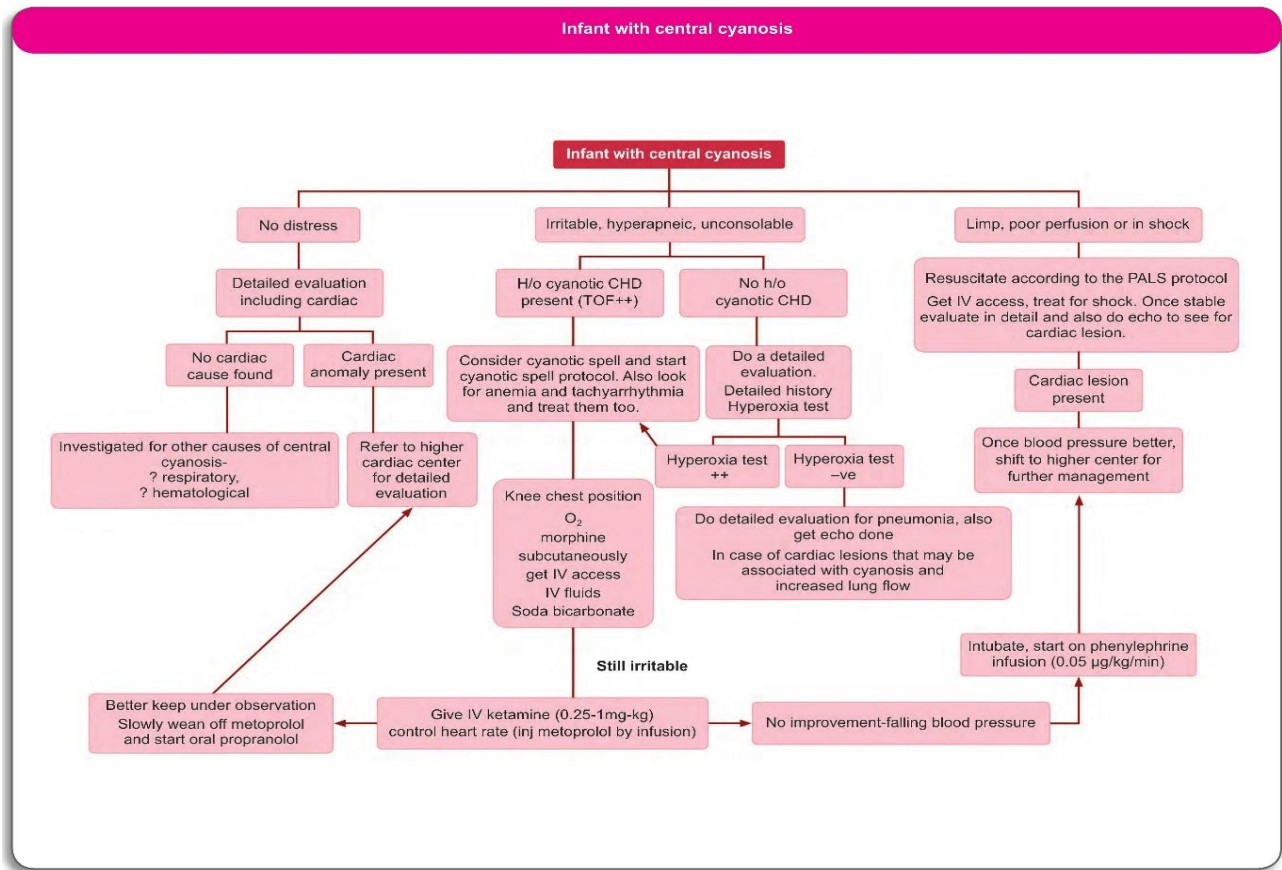 Infant with central cyanosis
Infant with central cyanosis
No distress
Irritable, hyperapneic, unconsolable
Limp, poor perfusion or in shock
Detailed evaluation
including cardiac
H/o cyanotic CHD
present (TOF++)
No h/o
cyanotic CHD
Resuscitate according to the PALS protocol
Get IV access, treat for shock. Once stable
evaluate in detail and also do echo to see for
cardiac lesion.
No cardiac
cause found
Cardiac
anomaly present
Consider cyanotic spell and start
cyanotic spell protocol. Also look
for anemia and tachyarrhythmia
and treat them too.
Do a detailed
evaluation.
Detailed history
Hyperoxia test
Cardiac lesion
present
Investigated for other causes of central
cyanosis-
? respiratory,
? hematological
Refer to higher
cardiac center
for detailed
evaluation
Hyperoxia test
++
Hyperoxia test
–ve
Once blood pressure better,
shift to higher center for
further management
Knee chest position
O₂
morphine
subcutaneously
get IV access
IV fluids
Soda bicarbonate
Do detailed evaluation for pneumonia, also
get echo done
In case of cardiac lesions that may be
associated with cyanosis and
increased lung flow
Still irritable
Intubate, start on phenylephrine
infusion (0.05 µg/kg/min)
Better keep under observation
Slowly wean off metoprolol
and start oral propranolol
Give IV ketamine (0.25-1mg-kg)
control heart rate (inj metoprolol by infusion)
No improvement-falling blood pressure